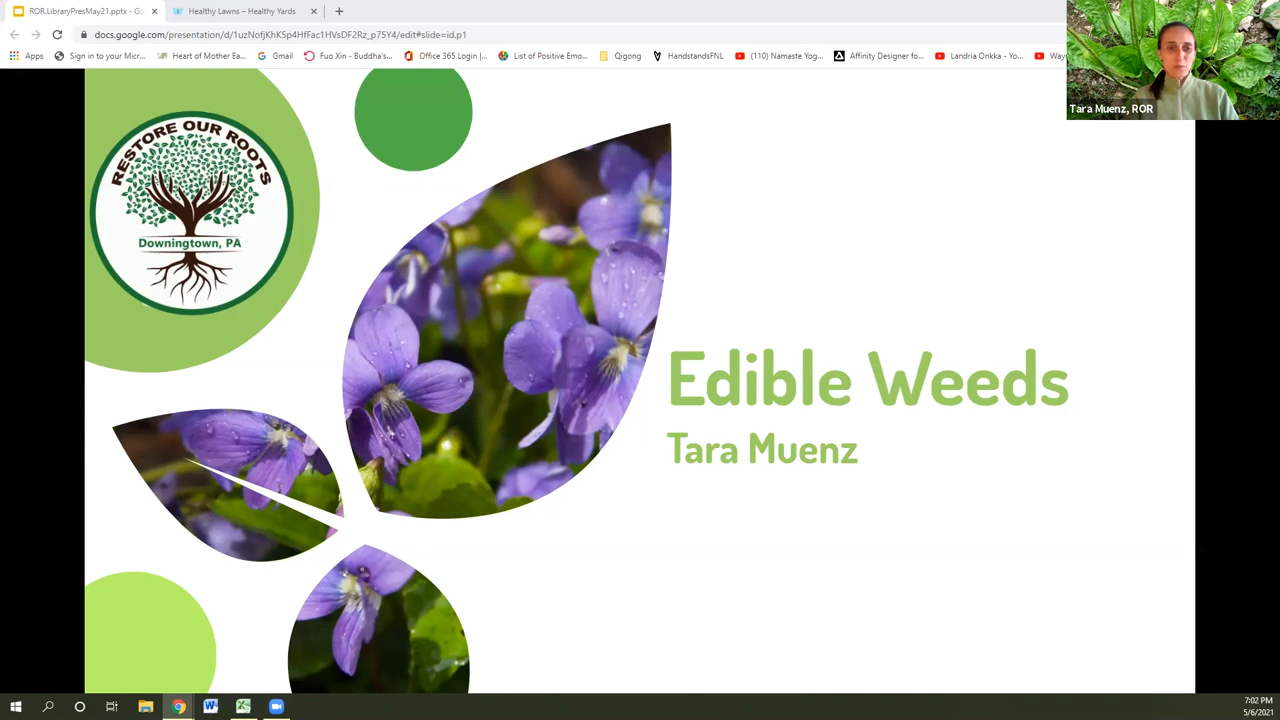 ROR.LibraryPresMay21.pptx - Go
Healthy Lawns – Healthy Yards
docs.google.com/presentation/d/1uzNofjKhK5p4HfFac1HVsDF2Rz_p75Y4/edit#slide=id.p1
Apps
Sign in to your Micr...
Heart of Mother Ea...
Gmail
Fuo Xin - Buddha's...
Office 365 Login |...
List of Positive Emo...
Qigong
HandstandsFNL
(110) Namaste Yog...
Affinity Designer fo...
Landria Onkka - Yo...
Way
Tara Muenz, ROR
RESTORE OUR ROOTS
Downingtown, PA
Edible Weeds
Tara Muenz
7:02 PM
5/6/2021